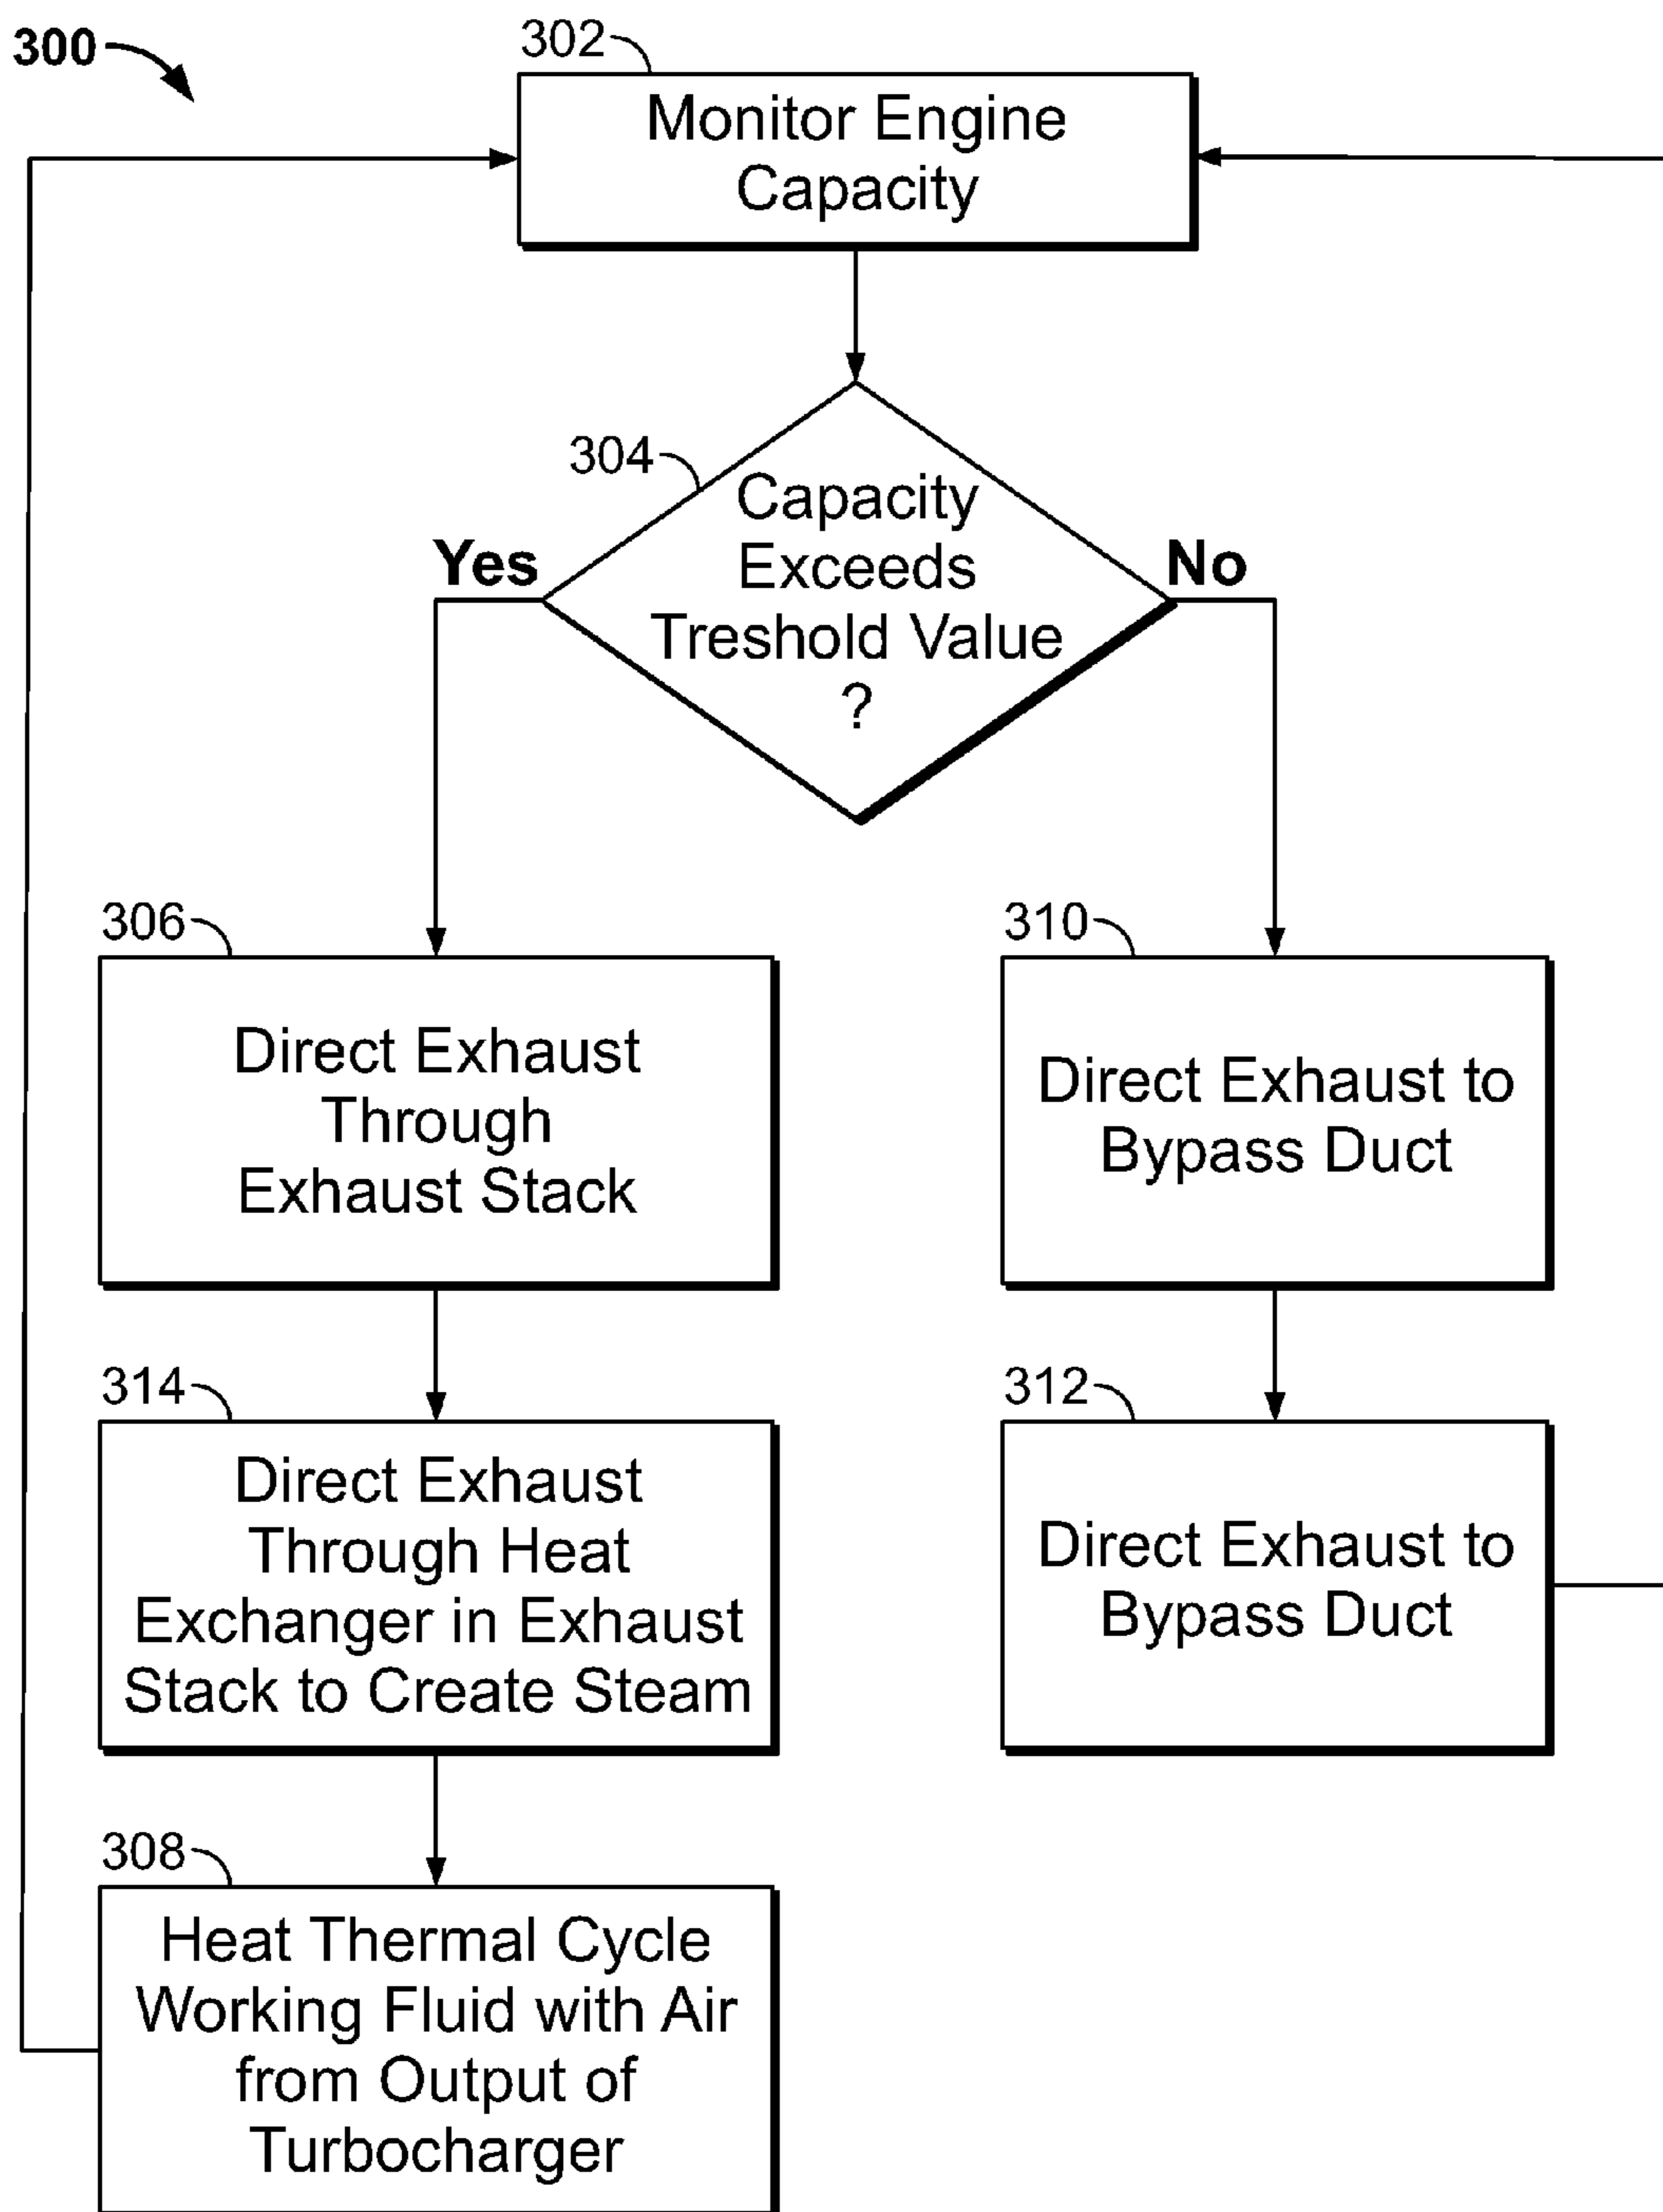 300
302
Monitor Engine
Capacity
304
Capacity
Exceeds
Treshold Value
?
Yes
No
306
Direct Exhaust
Through
Exhaust Stack
310
Direct Exhaust to
Bypass Duct
314
Direct Exhaust
Through Heat
Exchanger in Exhaust
Stack to Create Steam
312
Direct Exhaust to
Bypass Duct
308
Heat Thermal Cycle
Working Fluid with Air
from Output of
Turbocharger